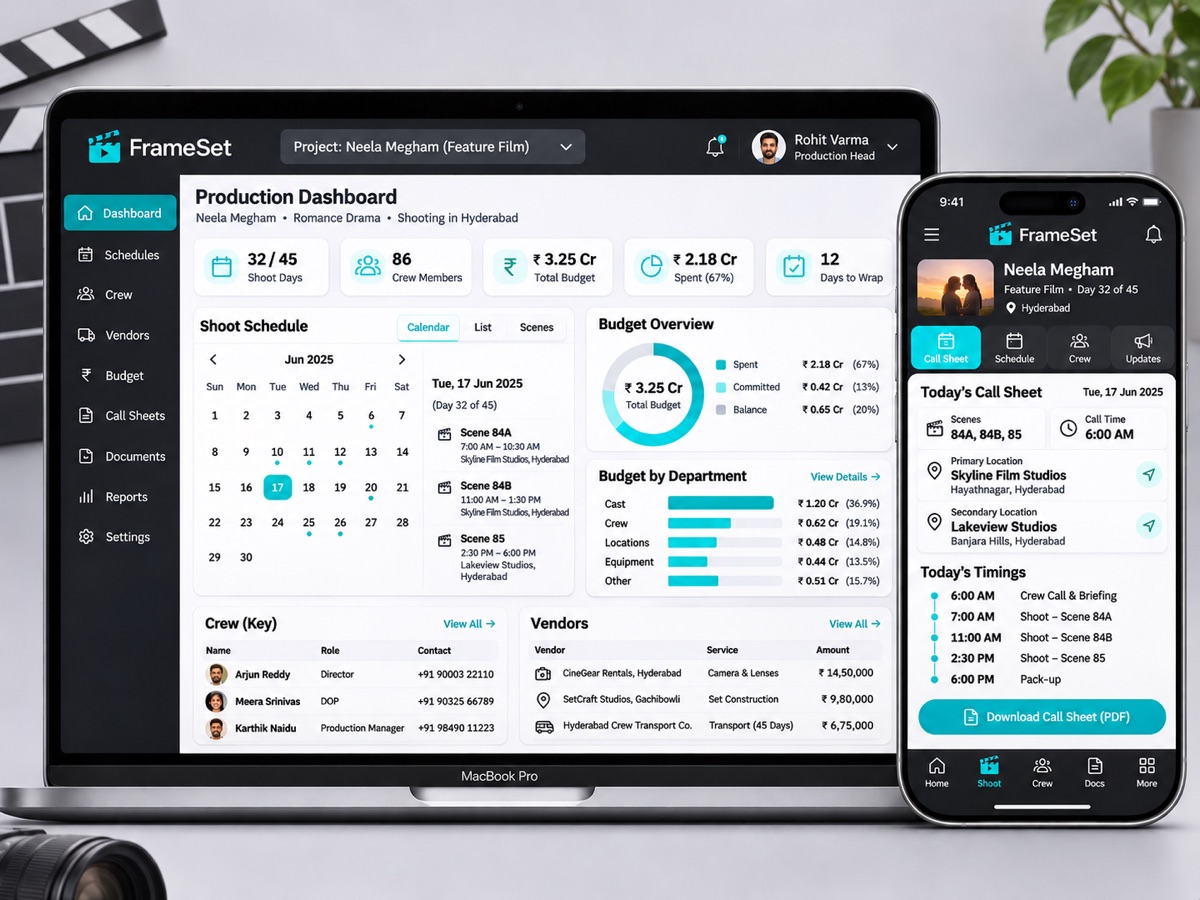 FrameSet
Project: Neela Megham (Feature Film)
Rohit Varma
Production Head
Dashboard
Schedules
Crew
Vendors
Budget
Call Sheets
Documents
Reports
Settings
Production Dashboard
Neela Megham • Romance Drama • Shooting in Hyderabad
32 / 45
Shoot Days
86
Crew Members
₹ 3.25 Cr
Total Budget
₹ 2.18 Cr
Spent (67%)
12
Days to Wrap
Shoot Schedule
Calendar List Scenes
Jun 2025
Sun Mon Tue Wed Thu Fri Sat
1 2 3 4 5 6 7
8 9 10 11 12 13 14
15 16 17 18 19 20 21
22 23 24 25 26 27 28
29 30
Tue, 17 Jun 2025
(Day 32 of 45)
Scene 84A
7:00 AM – 10:30 AM
Skyline Film Studios, Hyderabad
Scene 84B
11:00 AM – 1:30 PM
Skyline Film Studios, Hyderabad
Scene 85
2:30 PM – 6:00 PM
Lakeview Studios,
Hyderabad
Budget Overview
₹ 3.25 Cr
Total Budget
Spent ₹ 2.18 Cr (67%)
Committed ₹ 0.42 Cr (13%)
Balance ₹ 0.65 Cr (20%)
Budget by Department View Details →
Cast ₹ 1.20 Cr (36.9%)
Crew ₹ 0.62 Cr (19.1%)
Locations ₹ 0.48 Cr (14.8%)
Equipment ₹ 0.44 Cr (13.5%)
Other ₹ 0.51 Cr (15.7%)
Crew (Key) View All →
Name Role Contact
Arjun Reddy Director +91 90003 22110
Meera Srinivas DOP +91 90325 66789
Karthik Naidu Production Manager +91 98490 11223
Vendors View All →
Vendor Service Amount
CineGear Rentals, Hyderabad Camera & Lenses ₹ 14,50,000
SetCraft Studios, Gachibowli Set Construction ₹ 9,80,000
Hyderabad Crew Transport Co. Transport (45 Days) ₹ 6,75,000
MacBook Pro
9:41
FrameSet
Neela Megham
Feature Film • Day 32 of 45
Hyderabad
Call Sheet Schedule Crew Updates
Today's Call Sheet Tue, 17 Jun 2025
Scenes
84A, 84B, 85
Call Time
6:00 AM
Primary Location
Skyline Film Studios
Hayathnagar, Hyderabad
Secondary Location
Lakeview Studios
Banjara Hills, Hyderabad
Today's Timings
6:00 AM Crew Call & Briefing
7:00 AM Shoot – Scene 84A
11:00 AM Shoot – Scene 84B
2:30 PM Shoot – Scene 85
6:00 PM Pack-up
Download Call Sheet (PDF)
Home Shoot Crew Docs More